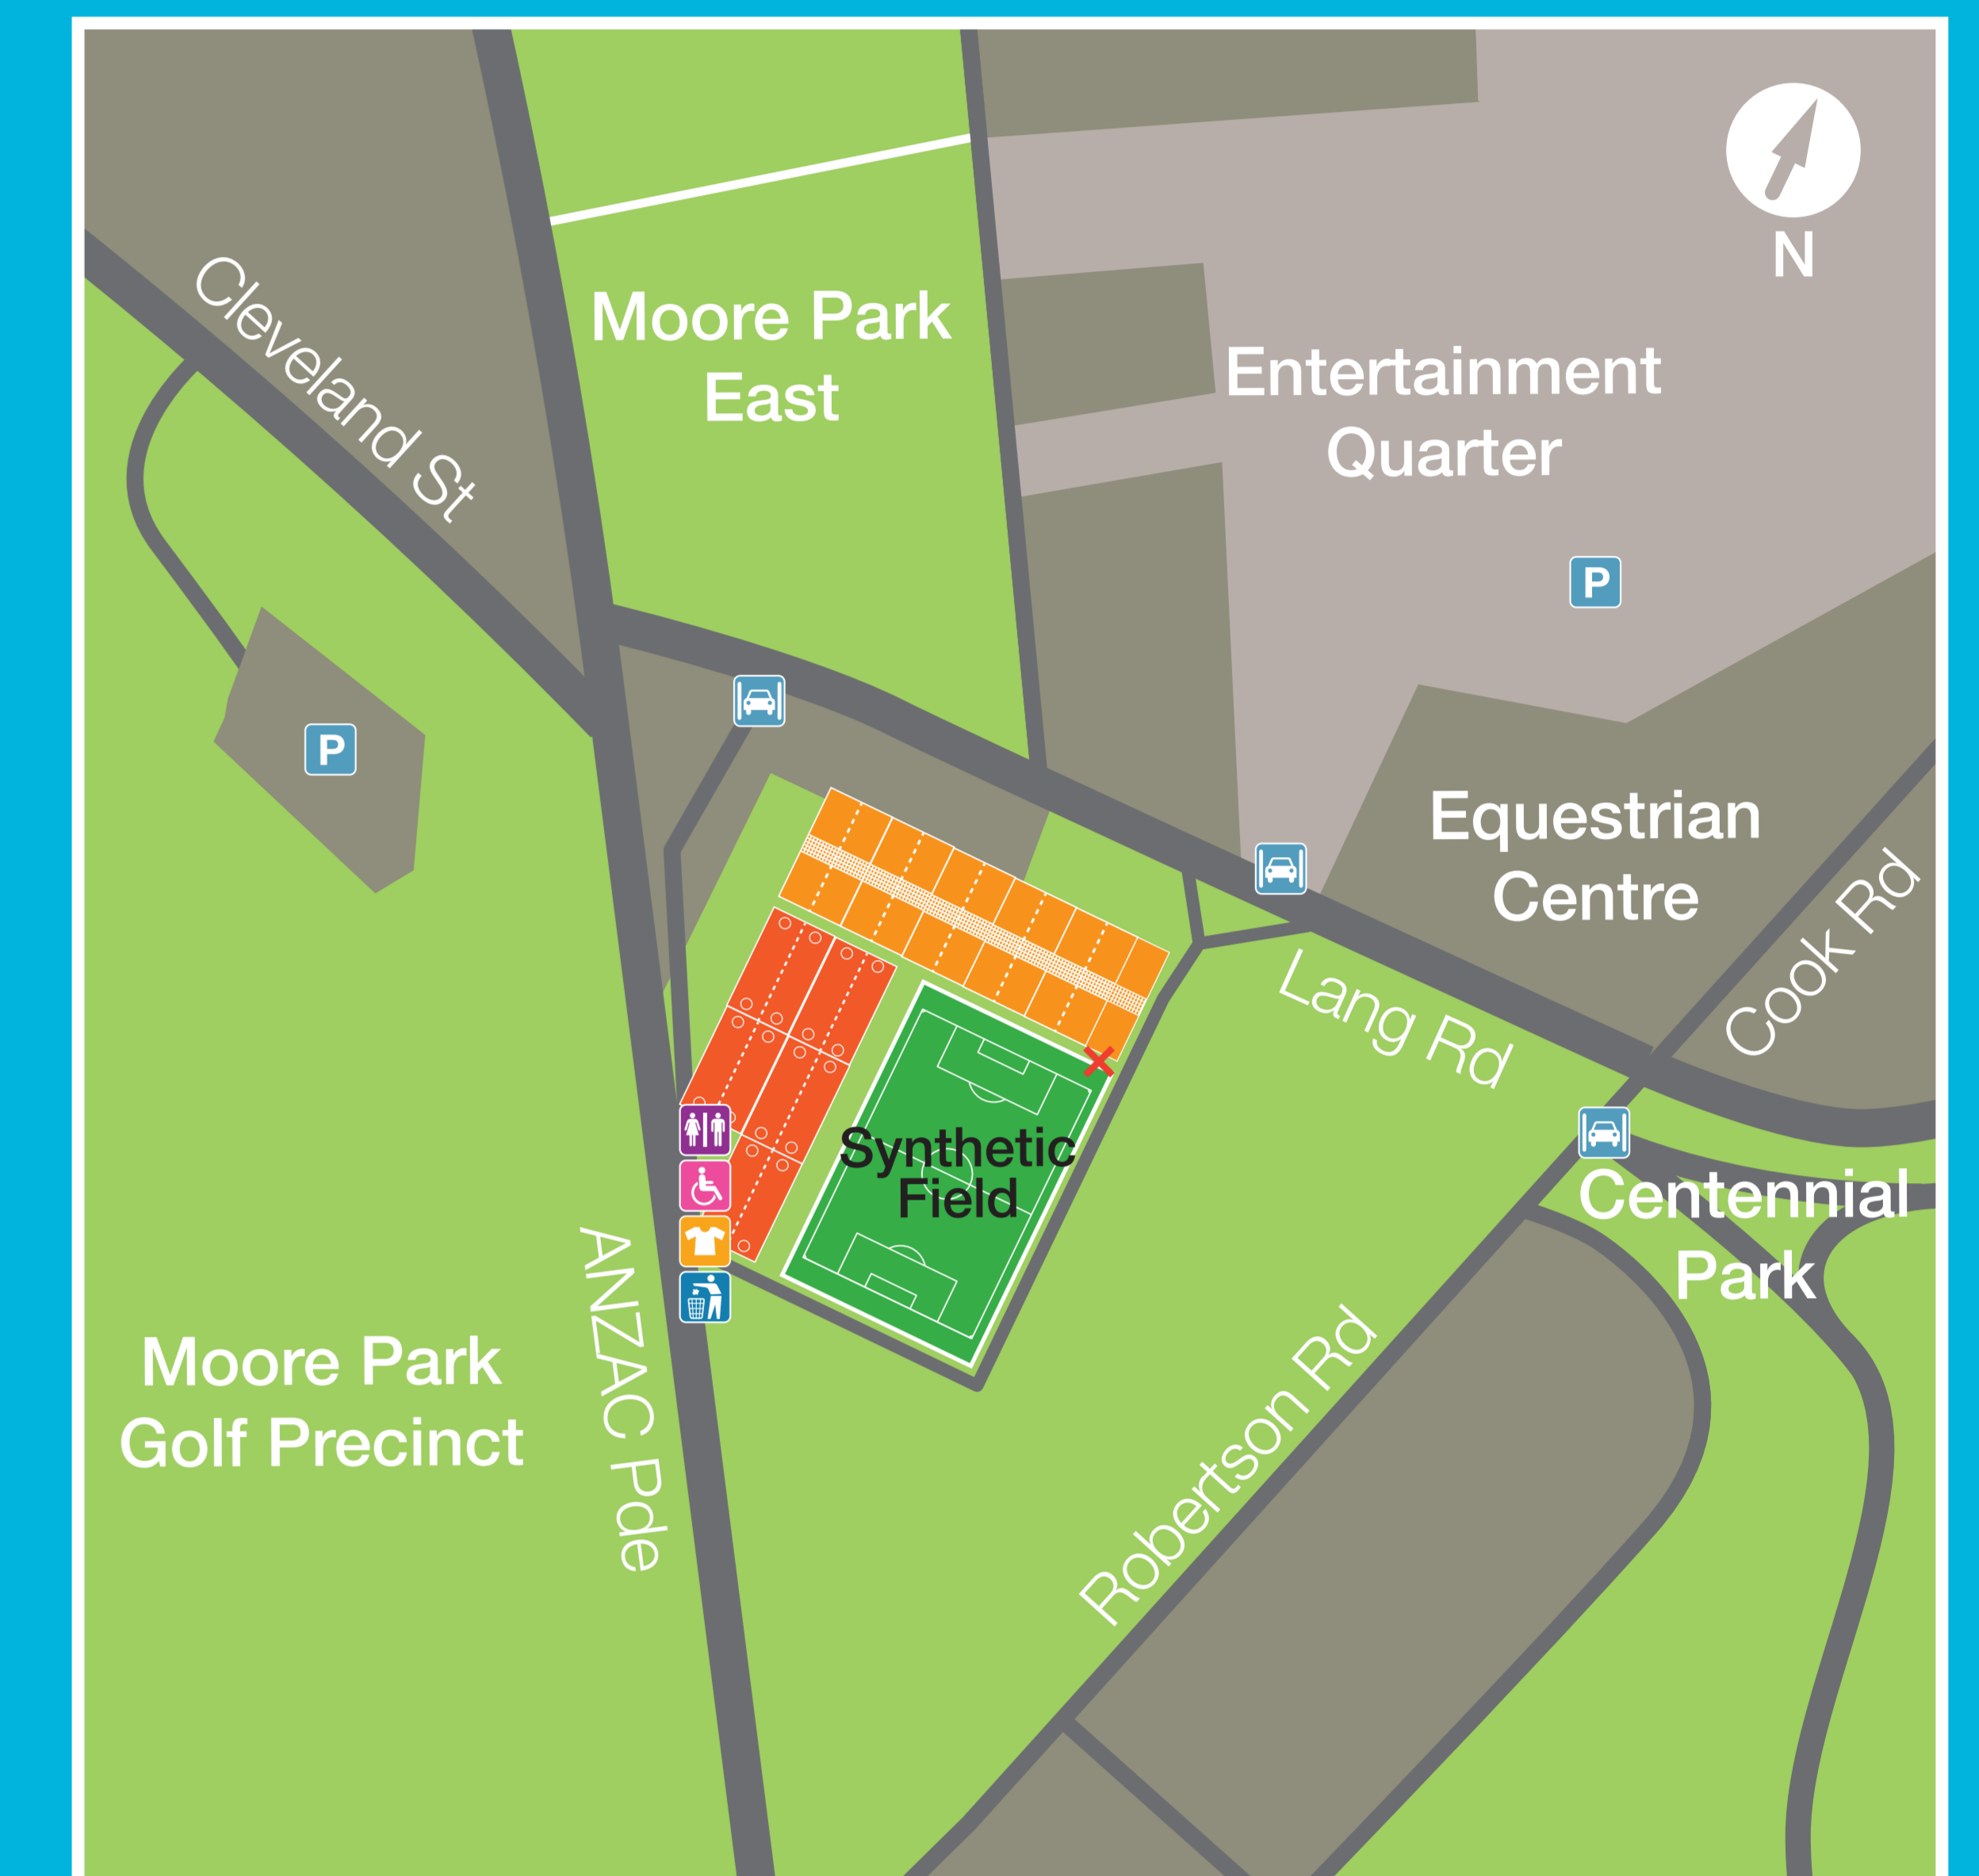 N
Cleveland St
Moore Park
East
Entertainment
Quarter
P
P
Equestrian
Centre
Cook Rd
Lang Rd
Synthetic
Field
Centennial
Park
ANZAC Pde
Moore Park
Golf Precinct
Robertson Rd